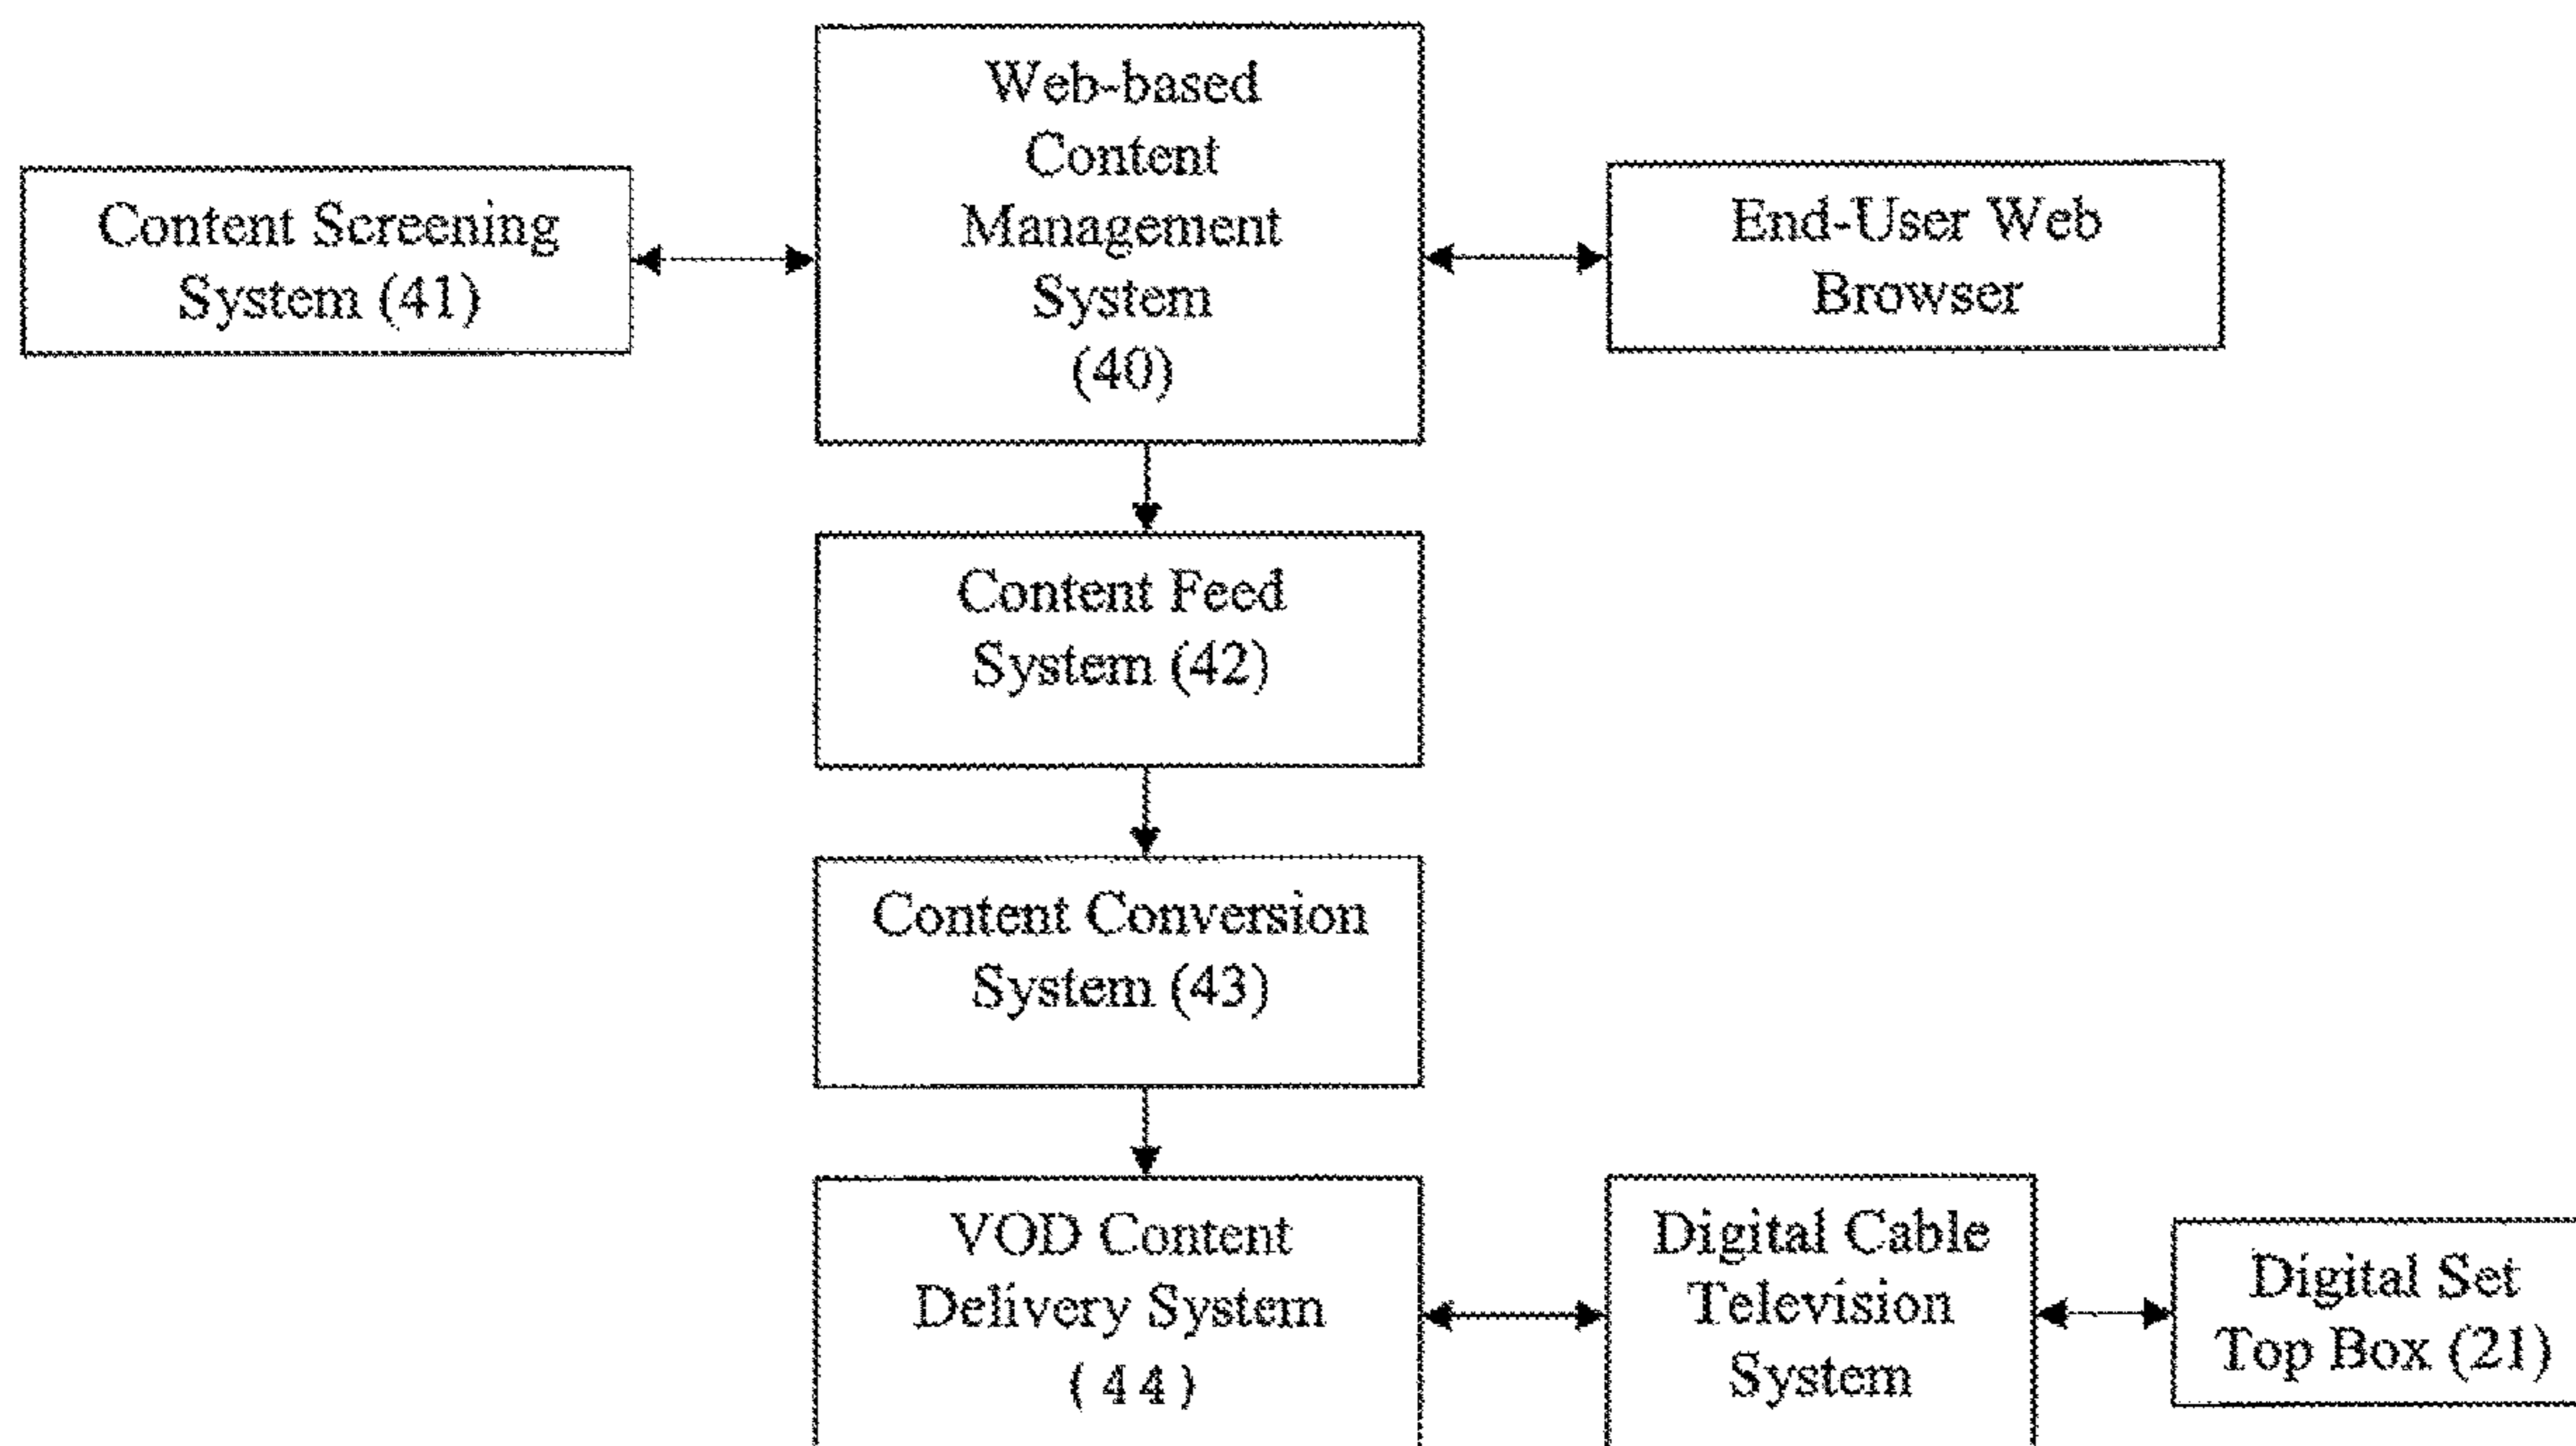 Web-based
Content
Management
System
(40)
Content Screening
System (41)
End-User Web
Browser
Content Feed
System (42)
Content Conversion
System (43)
VOD Content
Delivery System
(44)
Digital Cable
Television
System
Digital Set
Top Box (21)